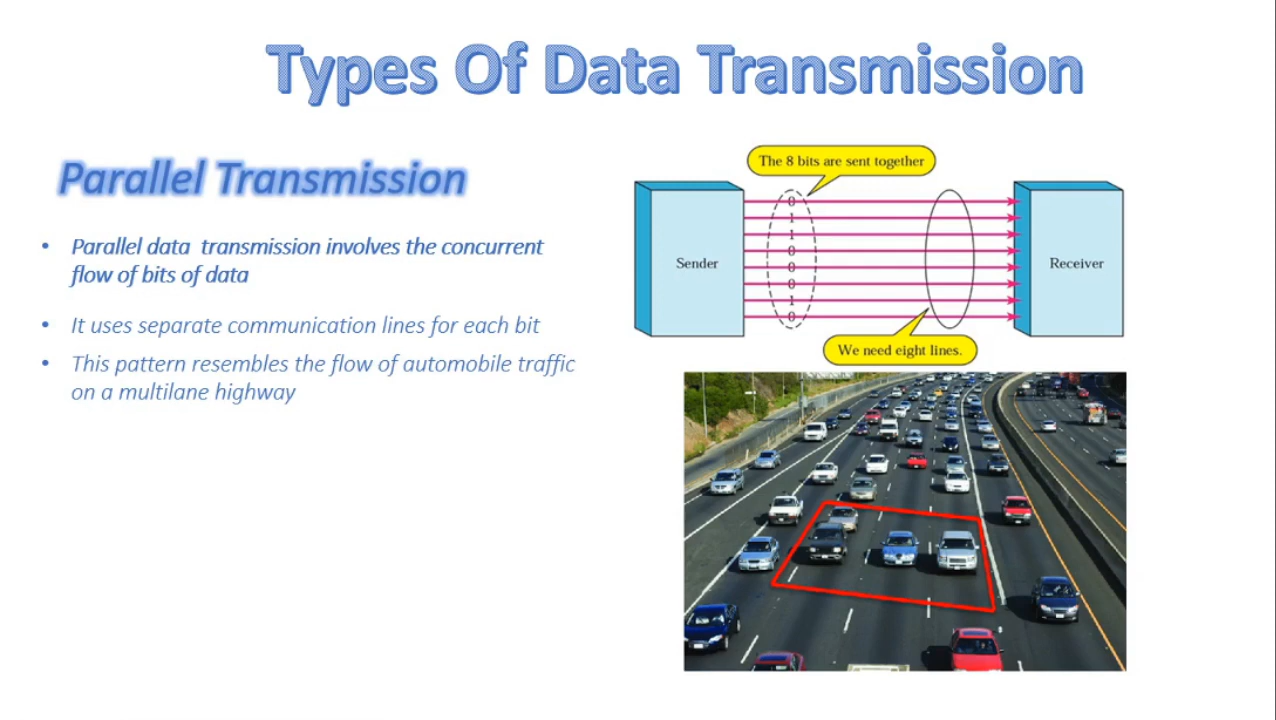 Types Of Data Transmission
Parallel Transmission
• Parallel data transmission involves the concurrent
flow of bits of data
• It uses separate communication lines for each bit
• This pattern resembles the flow of automobile traffic
on a multilane highway
The 8 bits are sent together
Sender
0
1
1
0
0
0
1
0
Receiver
We need eight lines.